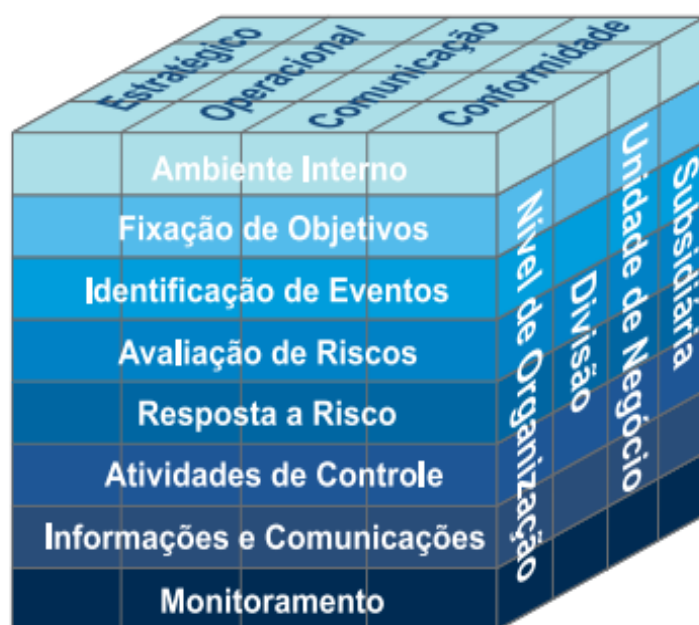 Estratégico
Operacional
Comunicação
Conformidade
Ambiente Interno
Fixação de Objetivos
Identificação de Eventos
Avaliação de Riscos
Resposta a Risco
Atividades de Controle
Informações e Comunicações
Monitoramento
Nível de Organização
Divisão
Unidade de Negócio
Subsidiária